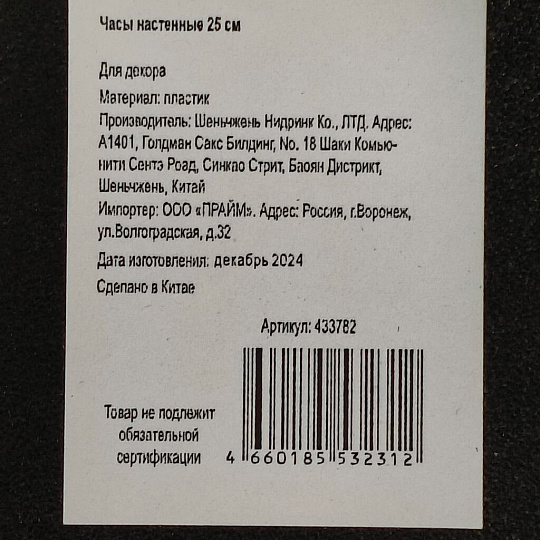 Часы настенные 25 см
Для декора
Материал: пластик
Производитель: Шеньчжень Нидринк Ко., ЛТД. Адрес:
А1401, Голдман Сакс Билдинг, No. 18 Шаки Комью-
нити Сентэ Роад, Синкао Стрит, Баоян Дистрикт,
Шеньчжень, Китай
Импортер: ООО «ПРАЙМ». Адрес: Россия, г.Воронеж,
ул.Волгоградская, д.32
Дата изготовления: декабрь 2024
Сделано в Китае
Артикул: 433782
Товар не подлежит
обязательной
сертификации
4 660185 532312